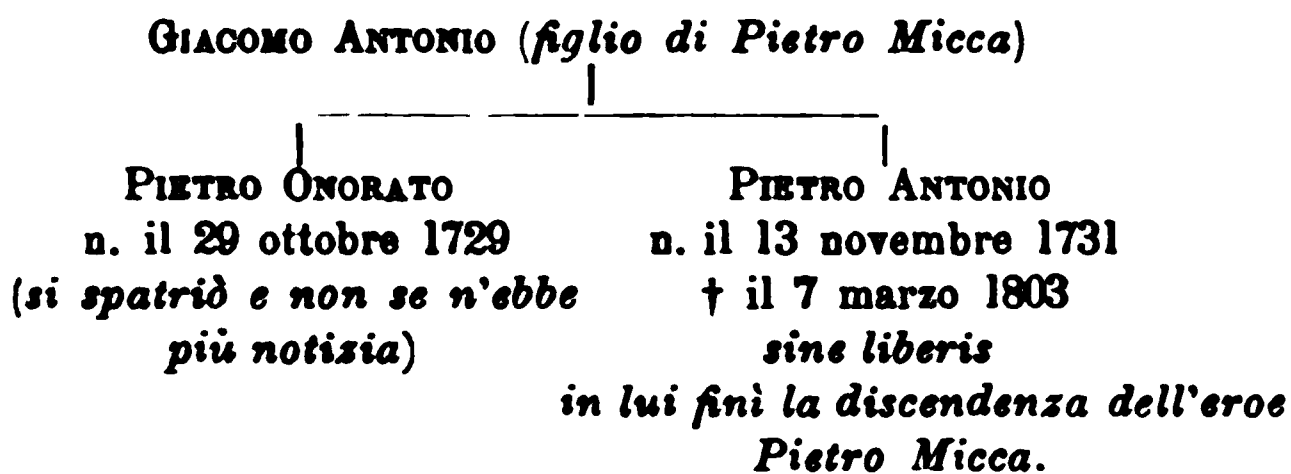 GIACOMO ANTONIO (figlio di Pietro Micca)
PIETRO ONORATO
n. il 29 ottobre 1729
(si spatriò e non se n'ebbe
più notizia)
PIETRO ANTONIO
n. il 13 novembre 1731
† il 7 marzo 1803
sine liberis
in lui finì la discendenza dell'eroe
Pietro Micca.